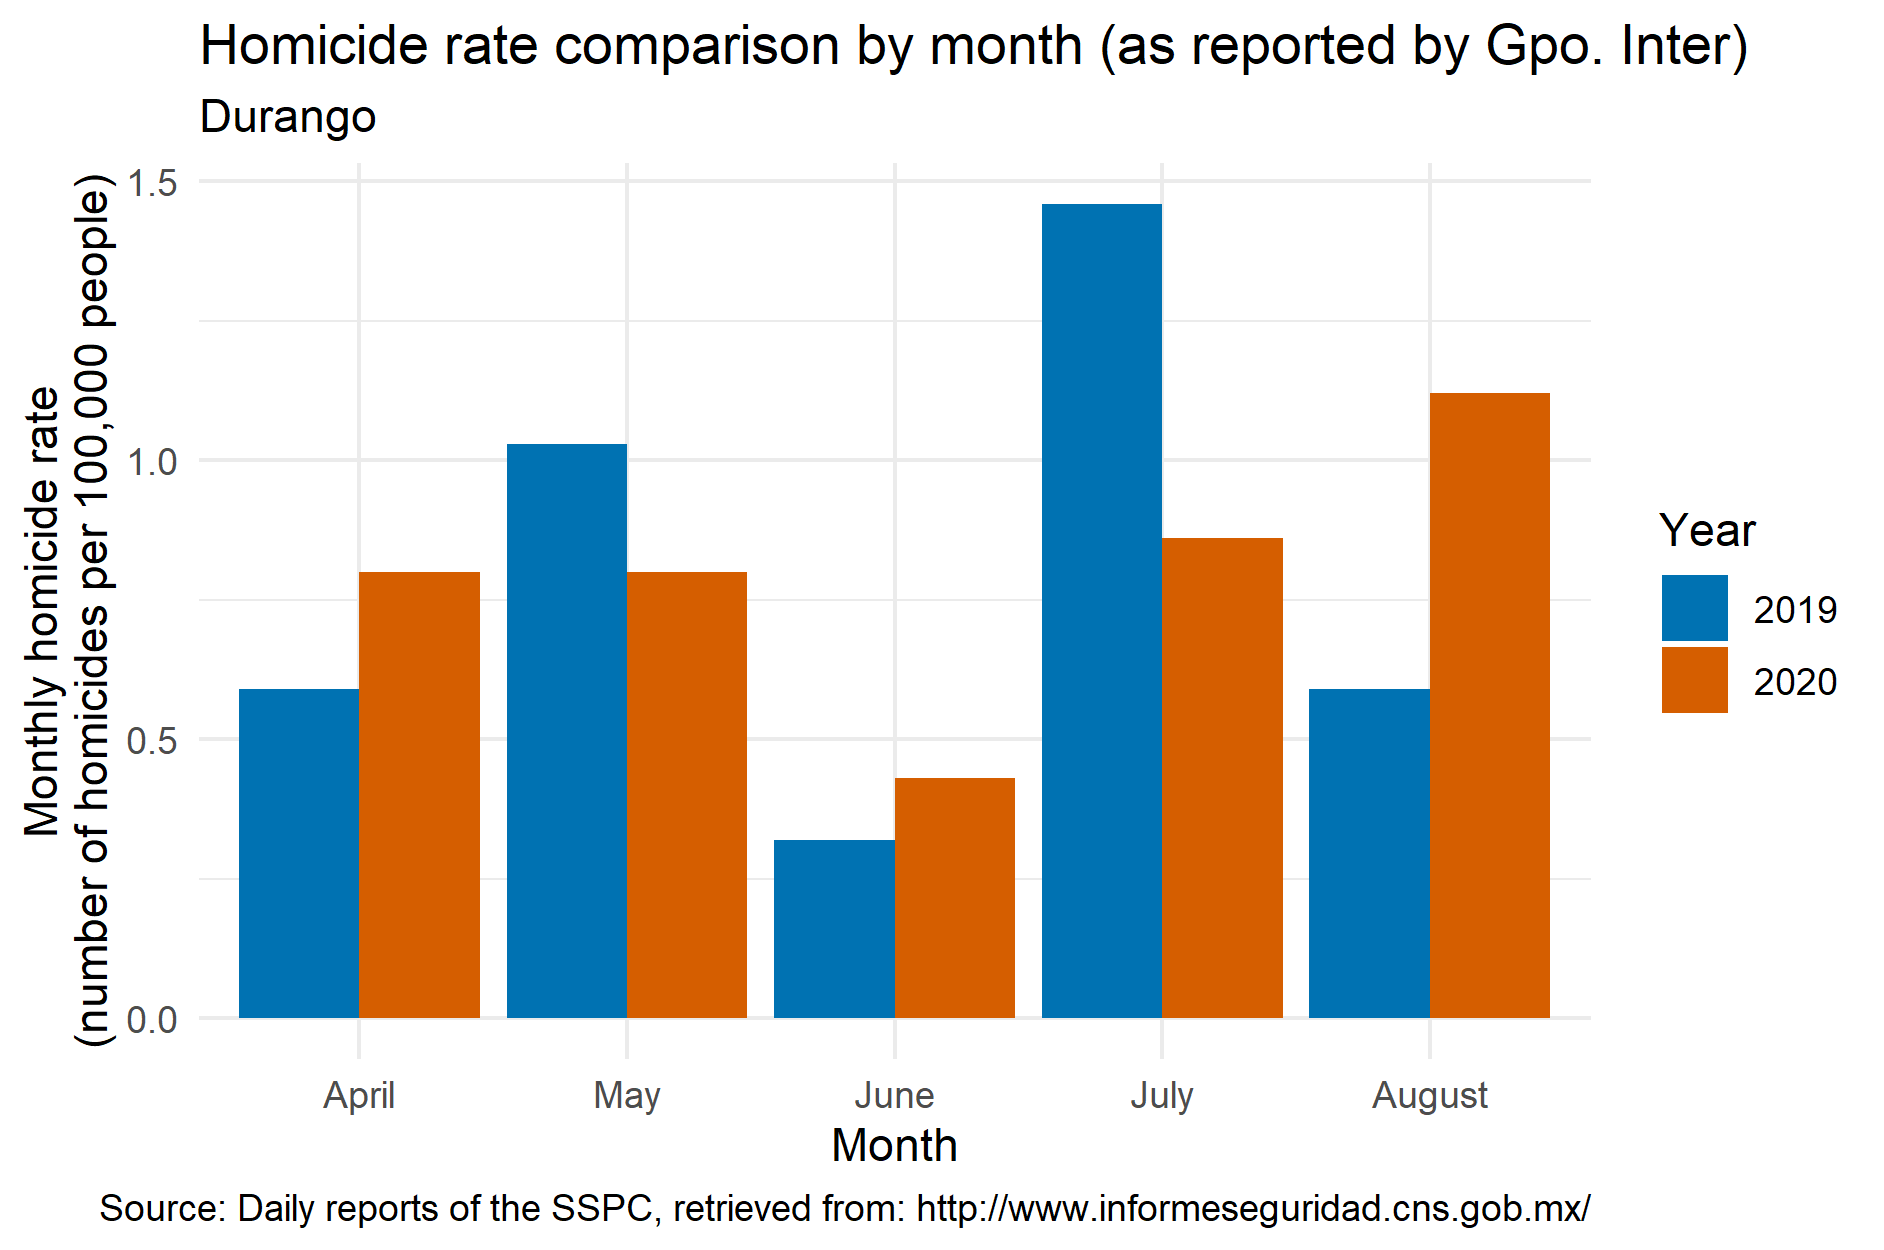 Homicide rate comparison by month (as reported by Gpo. Inter)
Durango
Monthly homicide rate
(number of homicides per 100,000 people)
1.5
1.0
0.5
0.0
April
May
June
July
August
Month
Year
2019
2020
Source: Daily reports of the SSPC, retrieved from: http://www.informeseguridad.cns.gob.mx/